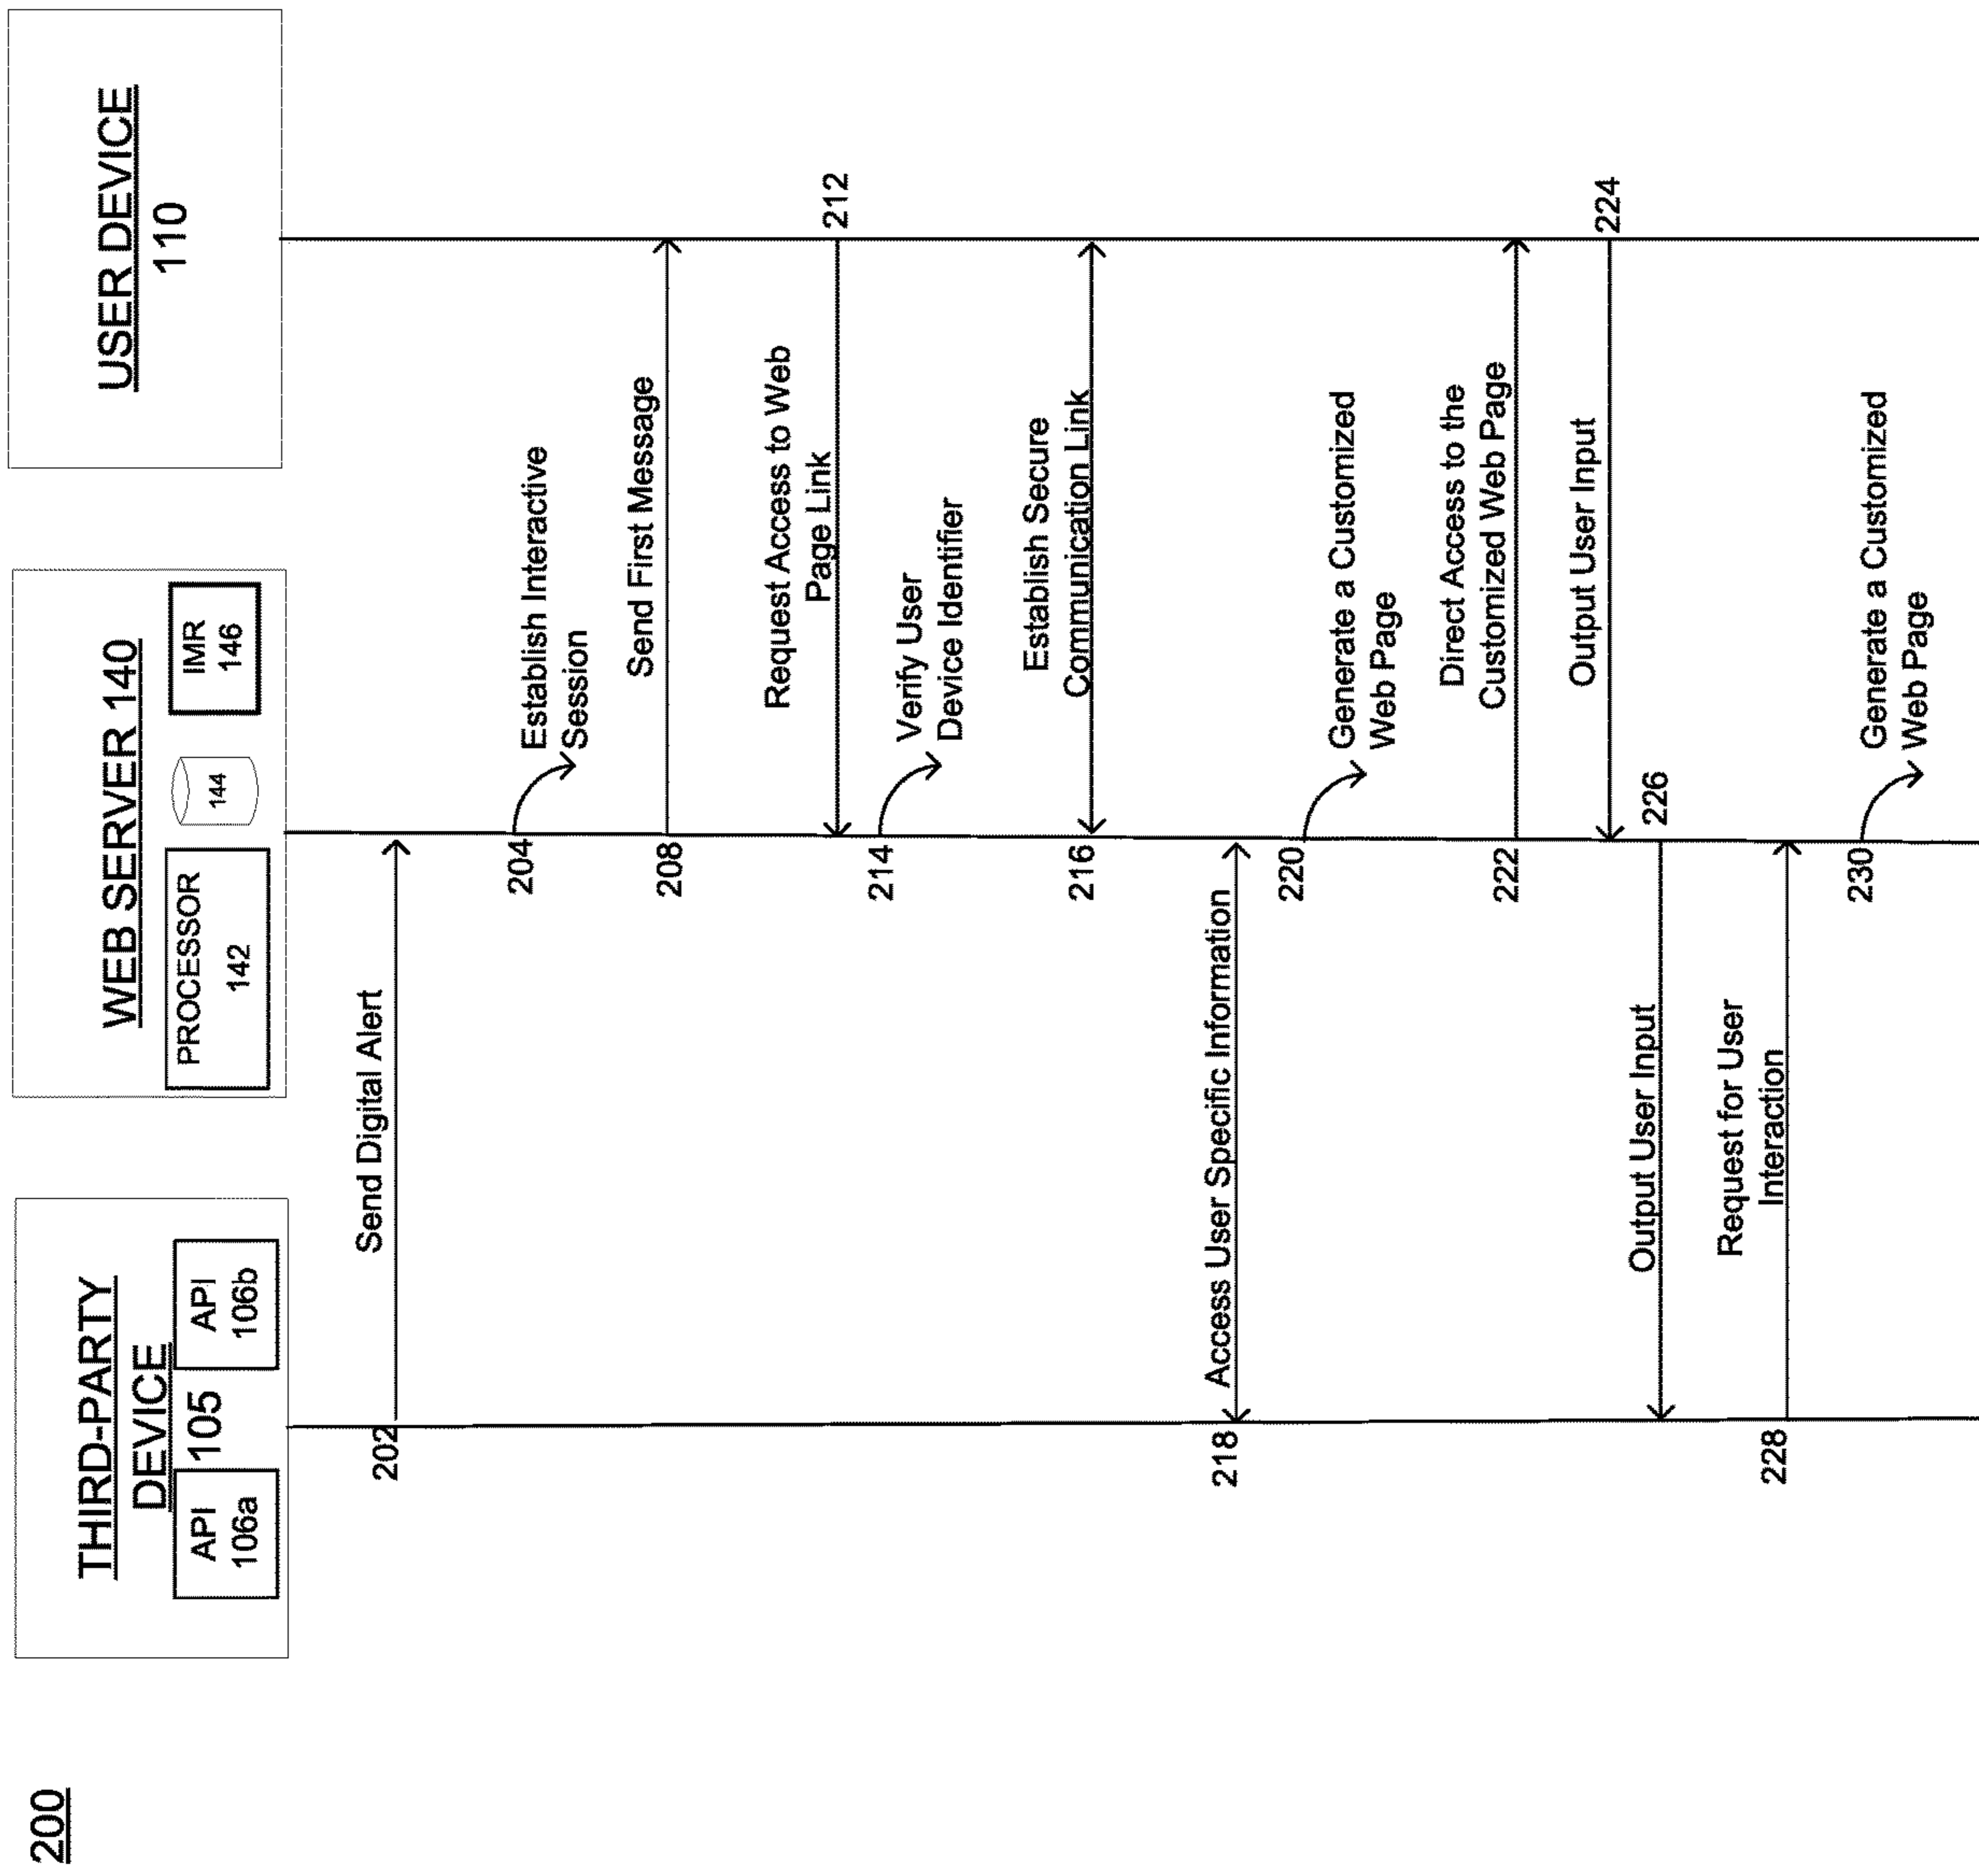 200
THIRD-PARTY
DEVICE
105
API
106a
API
106b
WEB SERVER 140
PROCESSOR
142
144
IMR
146
USER DEVICE
110
202
Send Digital Alert
204
Establish Interactive
Session
208
Send First Message
Request Access to Web
Page Link
212
214
Verify User
Device Identifier
216
Establish Secure
Communication Link
218
Access User Specific Information
220
Generate a Customized
Web Page
222
Direct Access to the
Customized Web Page
Output User Input
224
Output User Input
226
228
Request for User
Interaction
230
Generate a Customized
Web Page